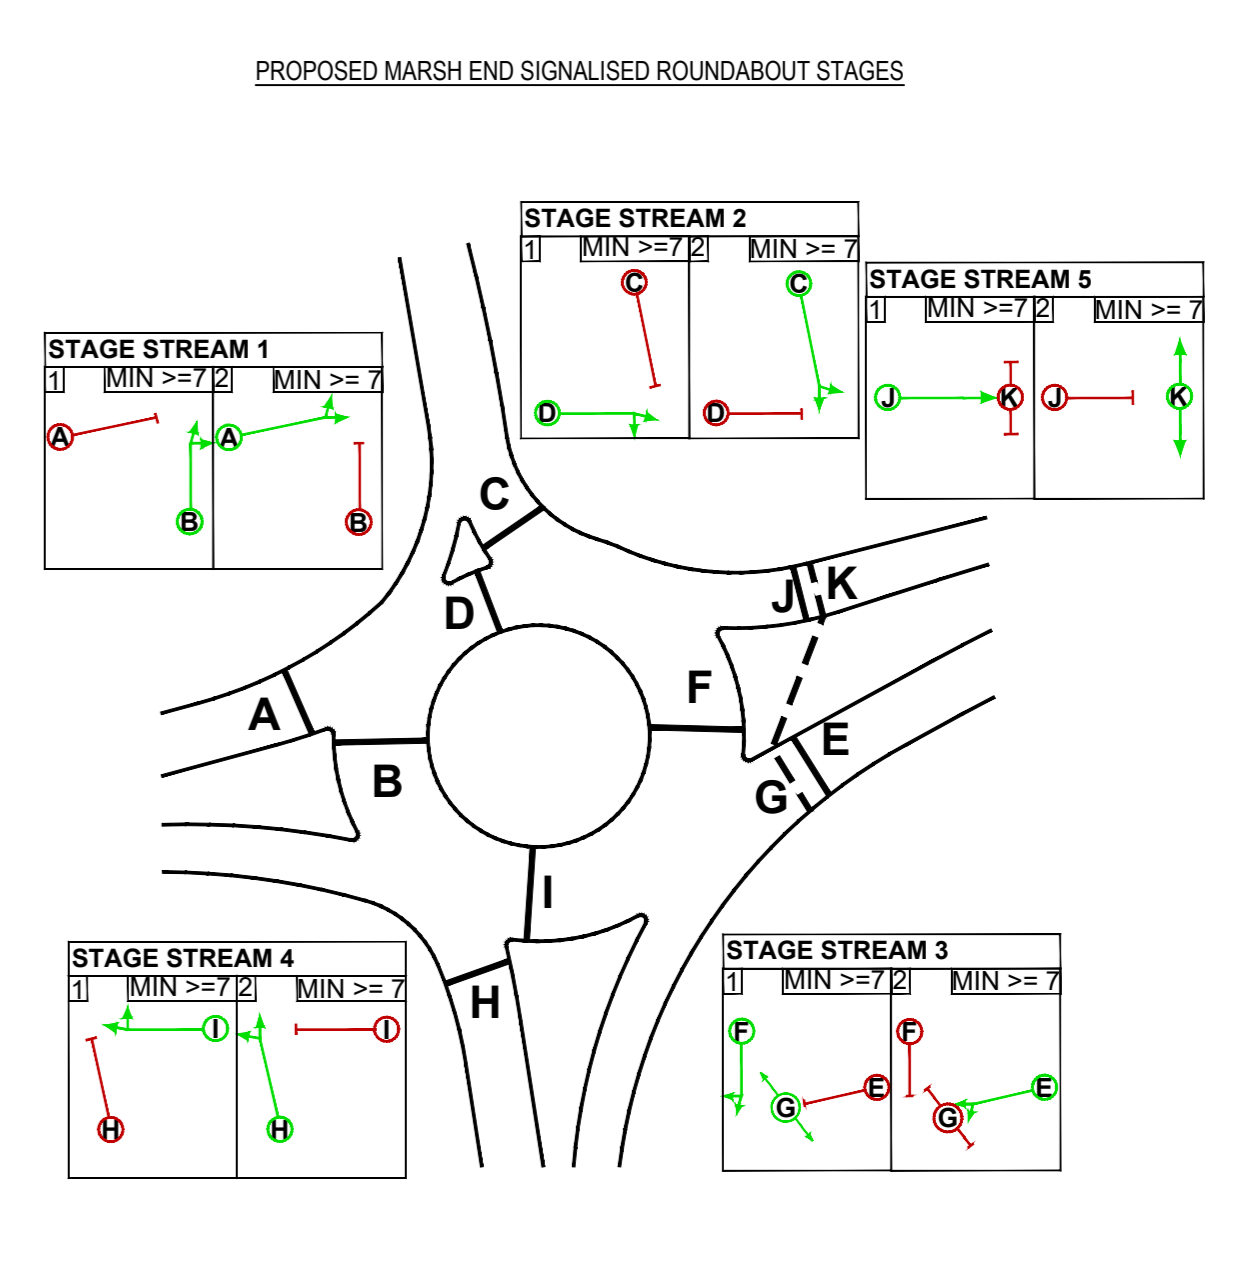 PROPOSED MARSH END SIGNALISED ROUNDABOUT STAGES
STAGE STREAM 2
1 MIN >=7 2 MIN >= 7
C C
D D
STAGE STREAM 5
1 MIN >=7 2 MIN >= 7
J K J K
STAGE STREAM 1
1 MIN >=7 2 MIN >= 7
A A
B B
C
J K
D
F
A
E
B
G
I
H
STAGE STREAM 4
1 MIN >=7 2 MIN >= 7
I I
H H
STAGE STREAM 3
1 MIN >=7 2 MIN >= 7
F F
E E
G G